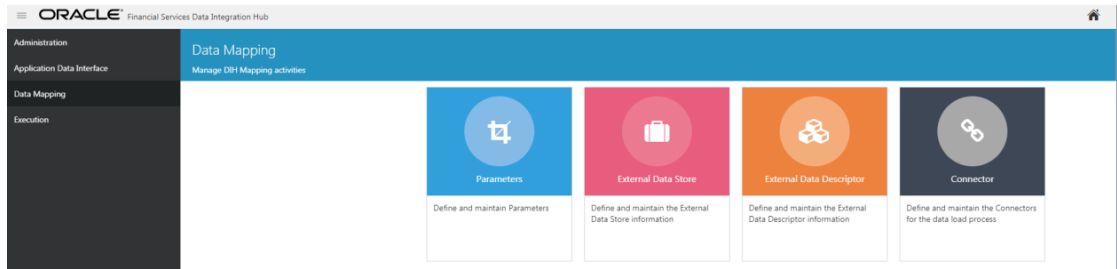 ORACLE Financial Services Data Integration Hub
Administration
Application Data Interface
Data Mapping
Execution
Data Mapping
Manage DIH Mapping activities
Parameters
Define and maintain Parameters
External Data Store
Define and maintain the External
Data Store information
External Data Descriptor
Define and maintain the External
Data Descriptor information
Connector
Define and maintain the Connectors
for the data load process